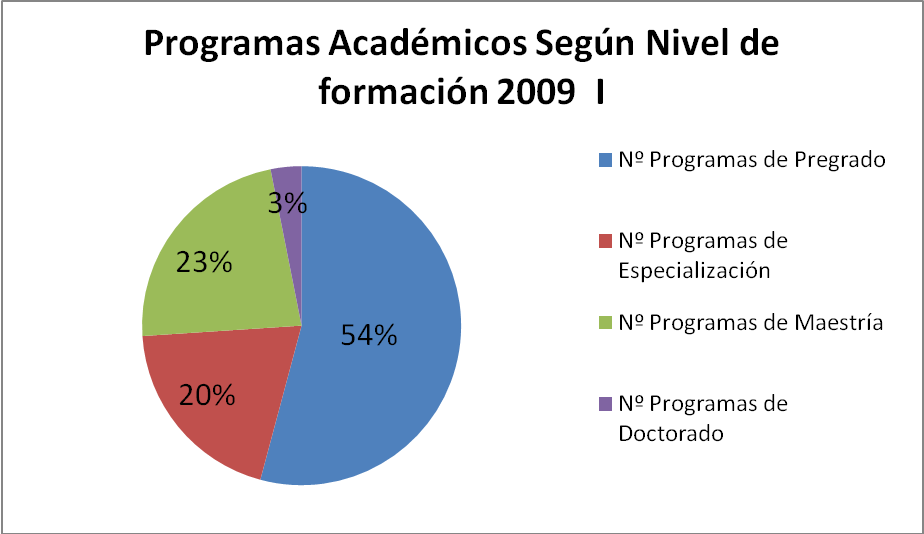 Programas Académicos Según Nivel de
formación 2009  I
Nº Programas de Pregrado
Nº Programas de
Especialización
Nº Programas de Maestría
Nº Programas de
Doctorado
3%
23%
54%
20%